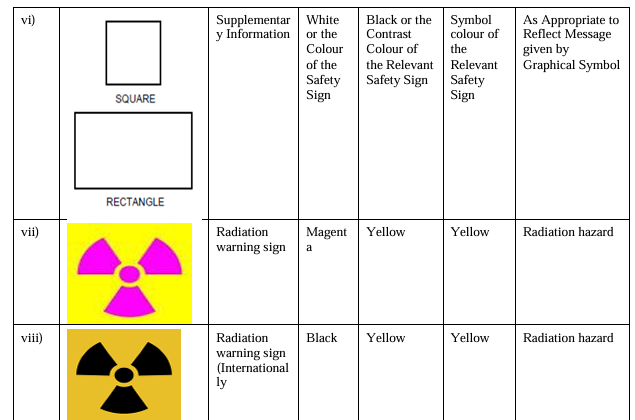 vi)
SQUARE
RECTANGLE
Supplementar
y Information
White
or the
Colour
of the
Safety
Sign
Black or the
Contrast
Colour of
the Relevant
Safety Sign
Symbol
colour of
the
Relevant
Safety
Sign
As Appropriate to
Reflect Message
given by
Graphical Symbol
vii)
Radiation
warning sign
Magent
a
Yellow
Yellow
Radiation hazard
viii)
Radiation
warning sign
(International
ly
Black
Yellow
Yellow
Radiation hazard